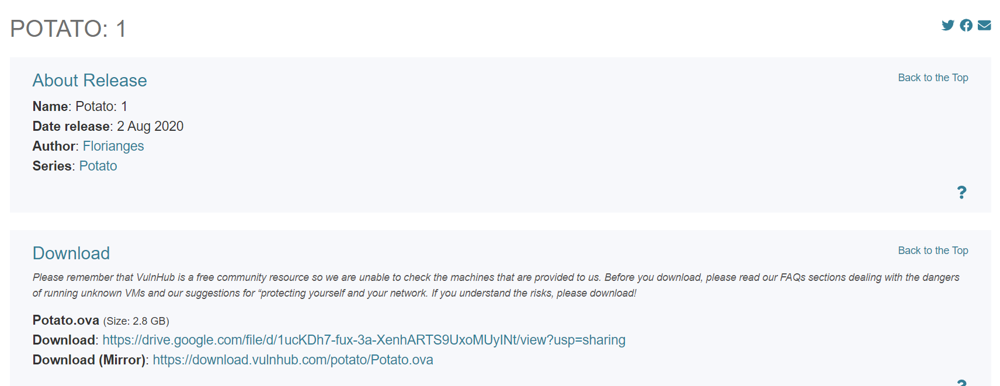 POTATO: 1
About Release
Back to the Top
Name: Potato: 1
Date release: 2 Aug 2020
Author: Florianges
Series: Potato
?
Download
Back to the Top
Please remember that VulnHub is a free community resource so we are unable to check the machines that are provided to us. Before you download, please read our FAQs sections dealing with the dangers
of running unknown VMs and our suggestions for “protecting yourself and your network. If you understand the risks, please download!
Potato.ova (Size: 2.8 GB)
Download: https://drive.google.com/file/d/1ucKDh7-fux-3a-XenhARTS9UxoMUyINt/view?usp=sharing
Download (Mirror): https://download.vulnhub.com/potato/Potato.ova
?